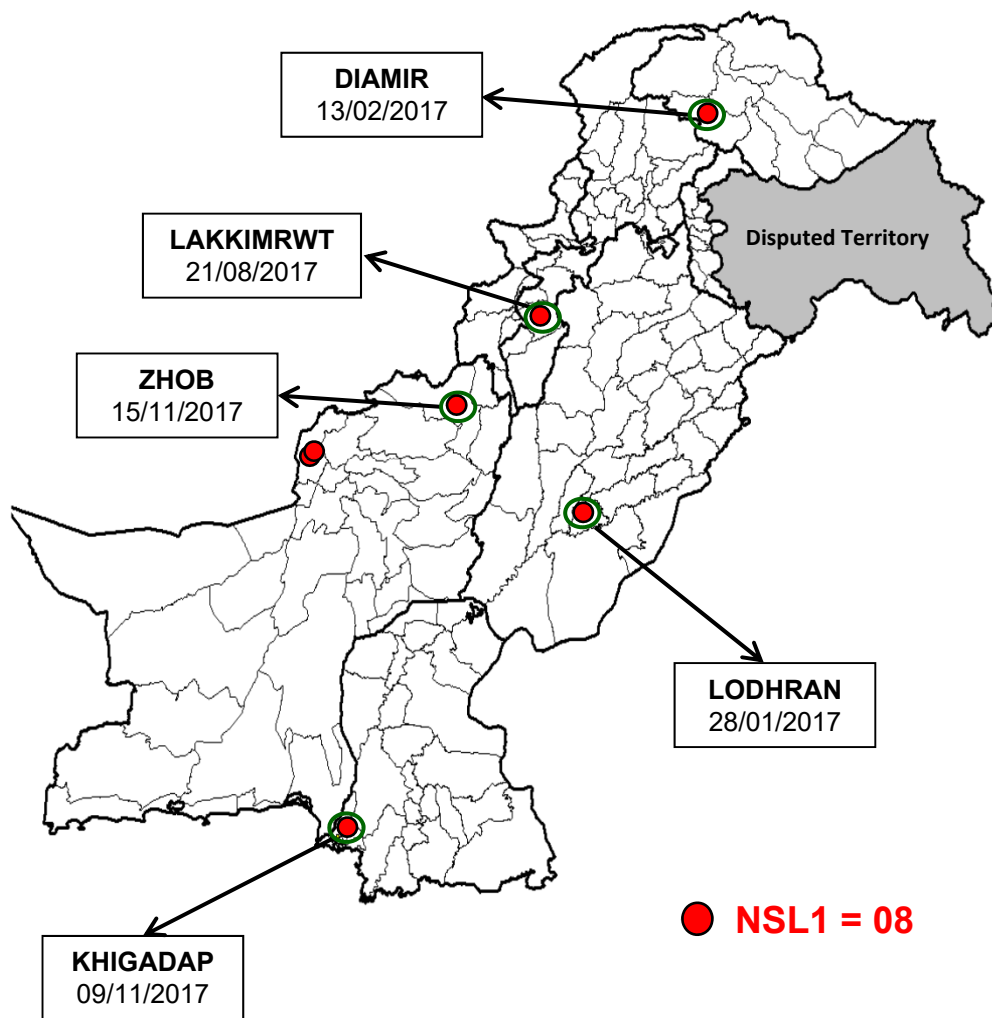 DIAMIR
13/02/2017
LAKKIMRWT
21/08/2017
Disputed Territory
ZHOB
15/11/2017
LODHRAN
28/01/2017
NSL1 = 08
KHIGADAP
09/11/2017